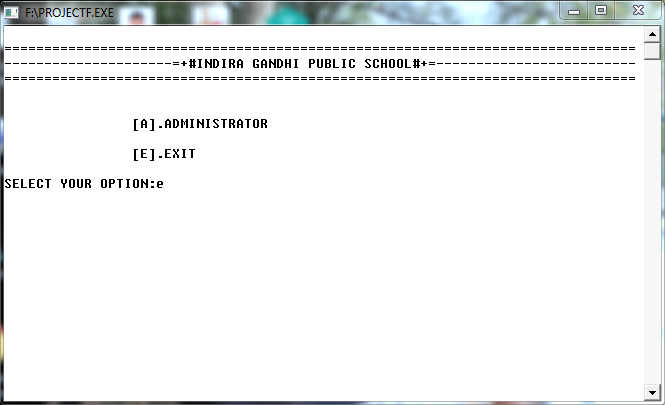 F:\PROJECTF.EXE
===============================================================================
---------------------=+#INDIRA GANDHI PUBLIC SCHOOL#+=-------------------------
===============================================================================
[A].ADMINISTRATOR
[E].EXIT
SELECT YOUR OPTION:e